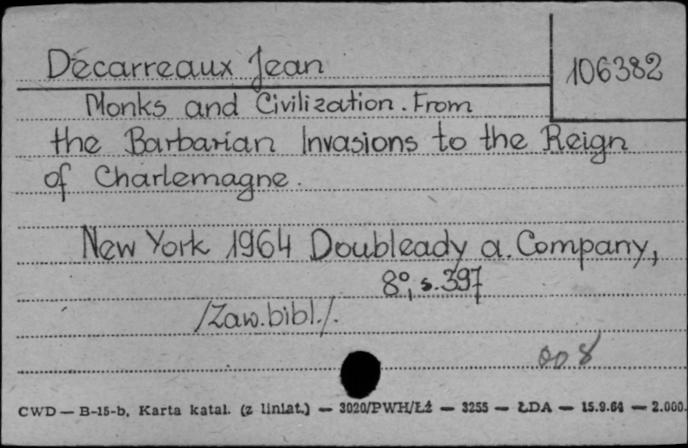 Décarreaux Jean
106382
Monks and Civilization. From
the Barbarian Invasions to the Reign
of Charlemagne.
New York 1964 Doubleady a. Company,
8°, s. 397
/Zaw. bibl./.
008
CWD — B-15-b, Karta katal. (z liniat.) — 3020/PWH/Łż — 3255 — ŁDA — 15.9.64 — 2.000.